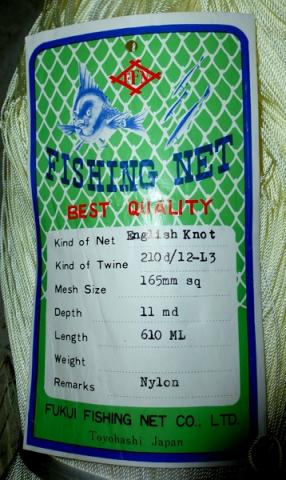 FFN
FISHING NET
BEST QUALITY
Kind of Net English Knot
Kind of Twine 210d/12-L3
Mesh Size 165mm sq
Depth 11 md
Length 610 ML
Weight
Remarks Nylon
FUKUI FISHING NET CO., LTD.
Toyohashi Japan